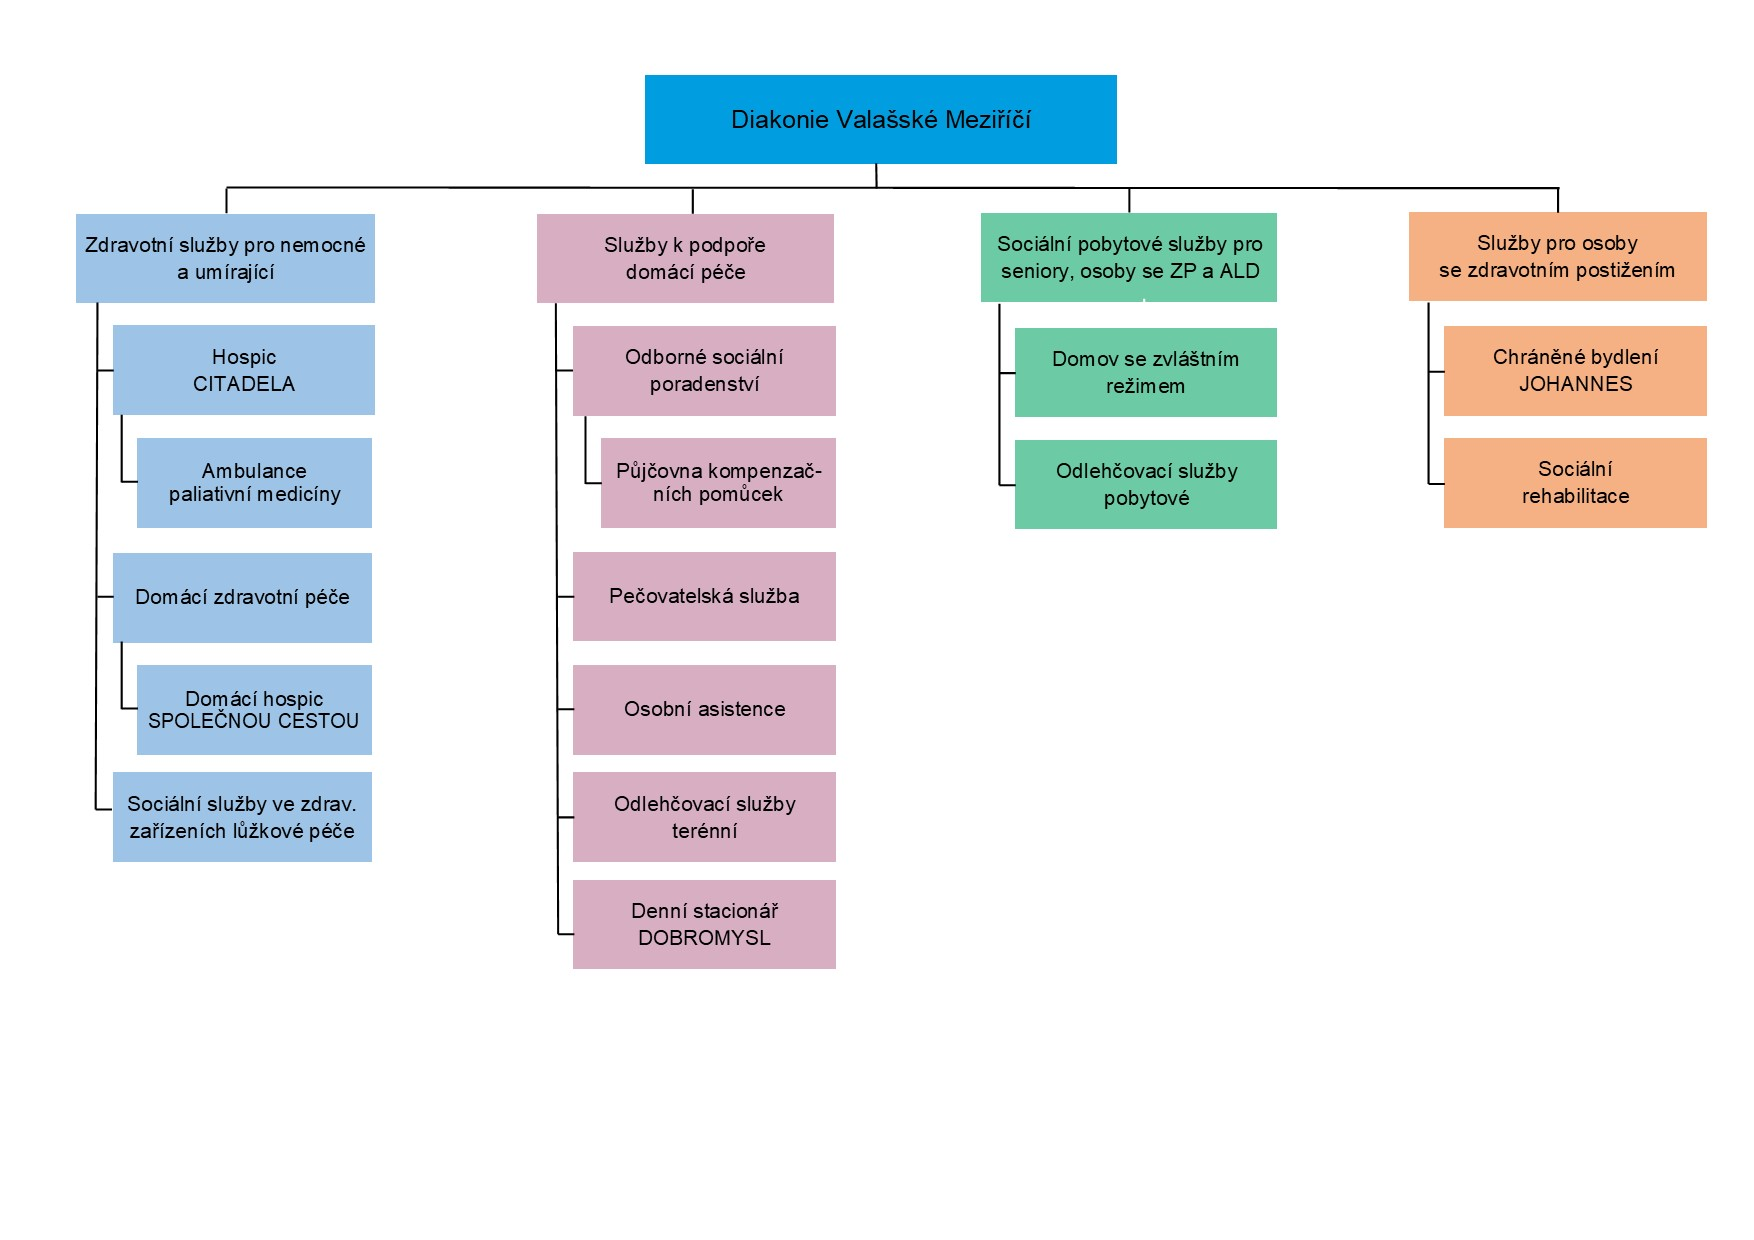 Diakonie Valašské Meziříčí
Zdravotní služby pro nemocné
a umírající
Hospic
CITADELA
Ambulance
paliativní medicíny
Domácí zdravotní péče
Domácí hospic
SPOLEČNOU CESTOU
Sociální služby ve zdrav.
zařízeních lůžkové péče
Služby k podpoře
domácí péče
Odborné sociální
poradenství
Půjčovna kompenzač-
ních pomůcek
Pečovatelská služba
Osobní asistence
Odlehčovací služby
terénní
Denní stacionář
DOBROMYSL
Sociální pobytové služby pro
seniory, osoby se ZP a ALD
Domov se zvláštním
režimem
Odlehčovací služby
pobytové
Služby pro osoby
se zdravotním postižením
Chráněné bydlení
JOHANNES
Sociální
rehabilitace